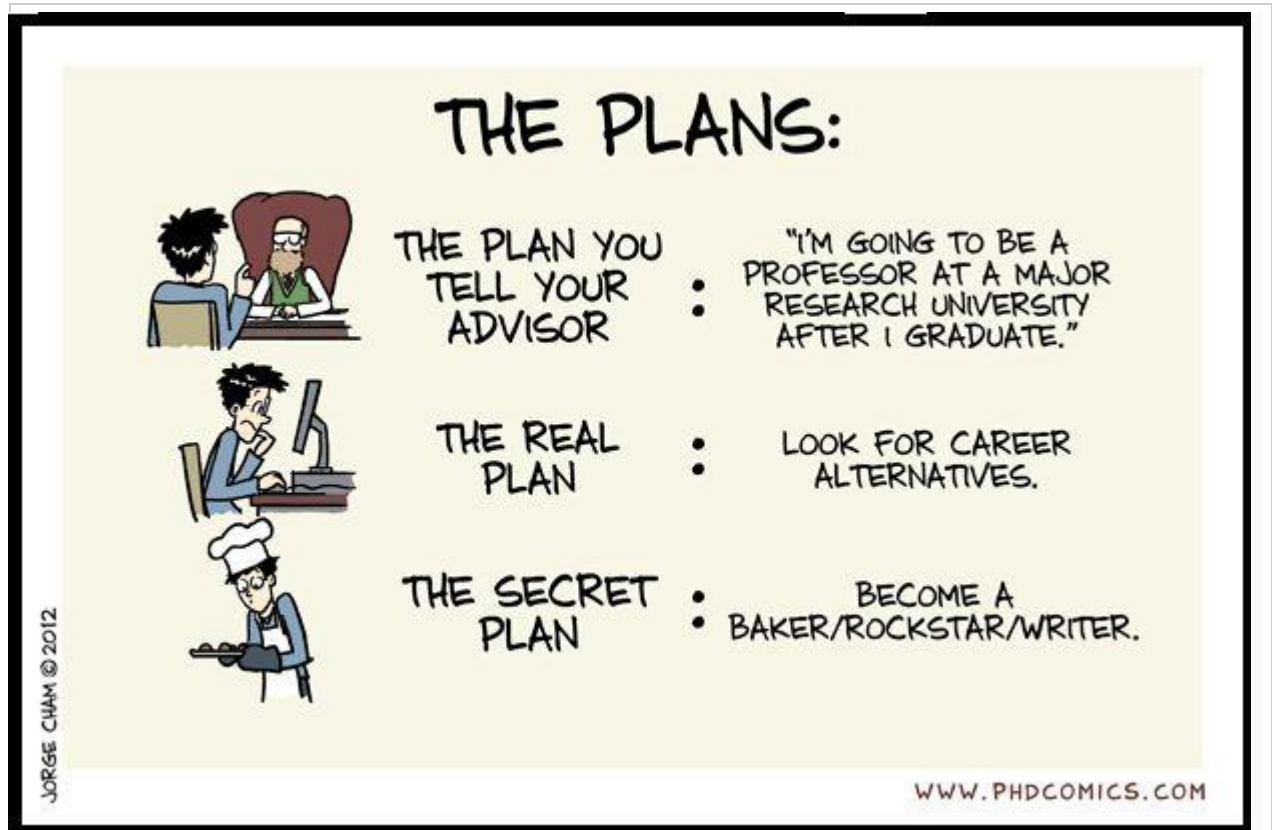 THE PLANS:
THE PLAN YOU
TELL YOUR
ADVISOR
:
"I'M GOING TO BE A
PROFESSOR AT A MAJOR
RESEARCH UNIVERSITY
AFTER I GRADUATE."
THE REAL
PLAN
:
LOOK FOR CAREER
ALTERNATIVES.
THE SECRET
PLAN
:
BECOME A
BAKER/ROCKSTAR/WRITER.
JORGE CHAM © 2012
WWW.PHDCOMICS.COM